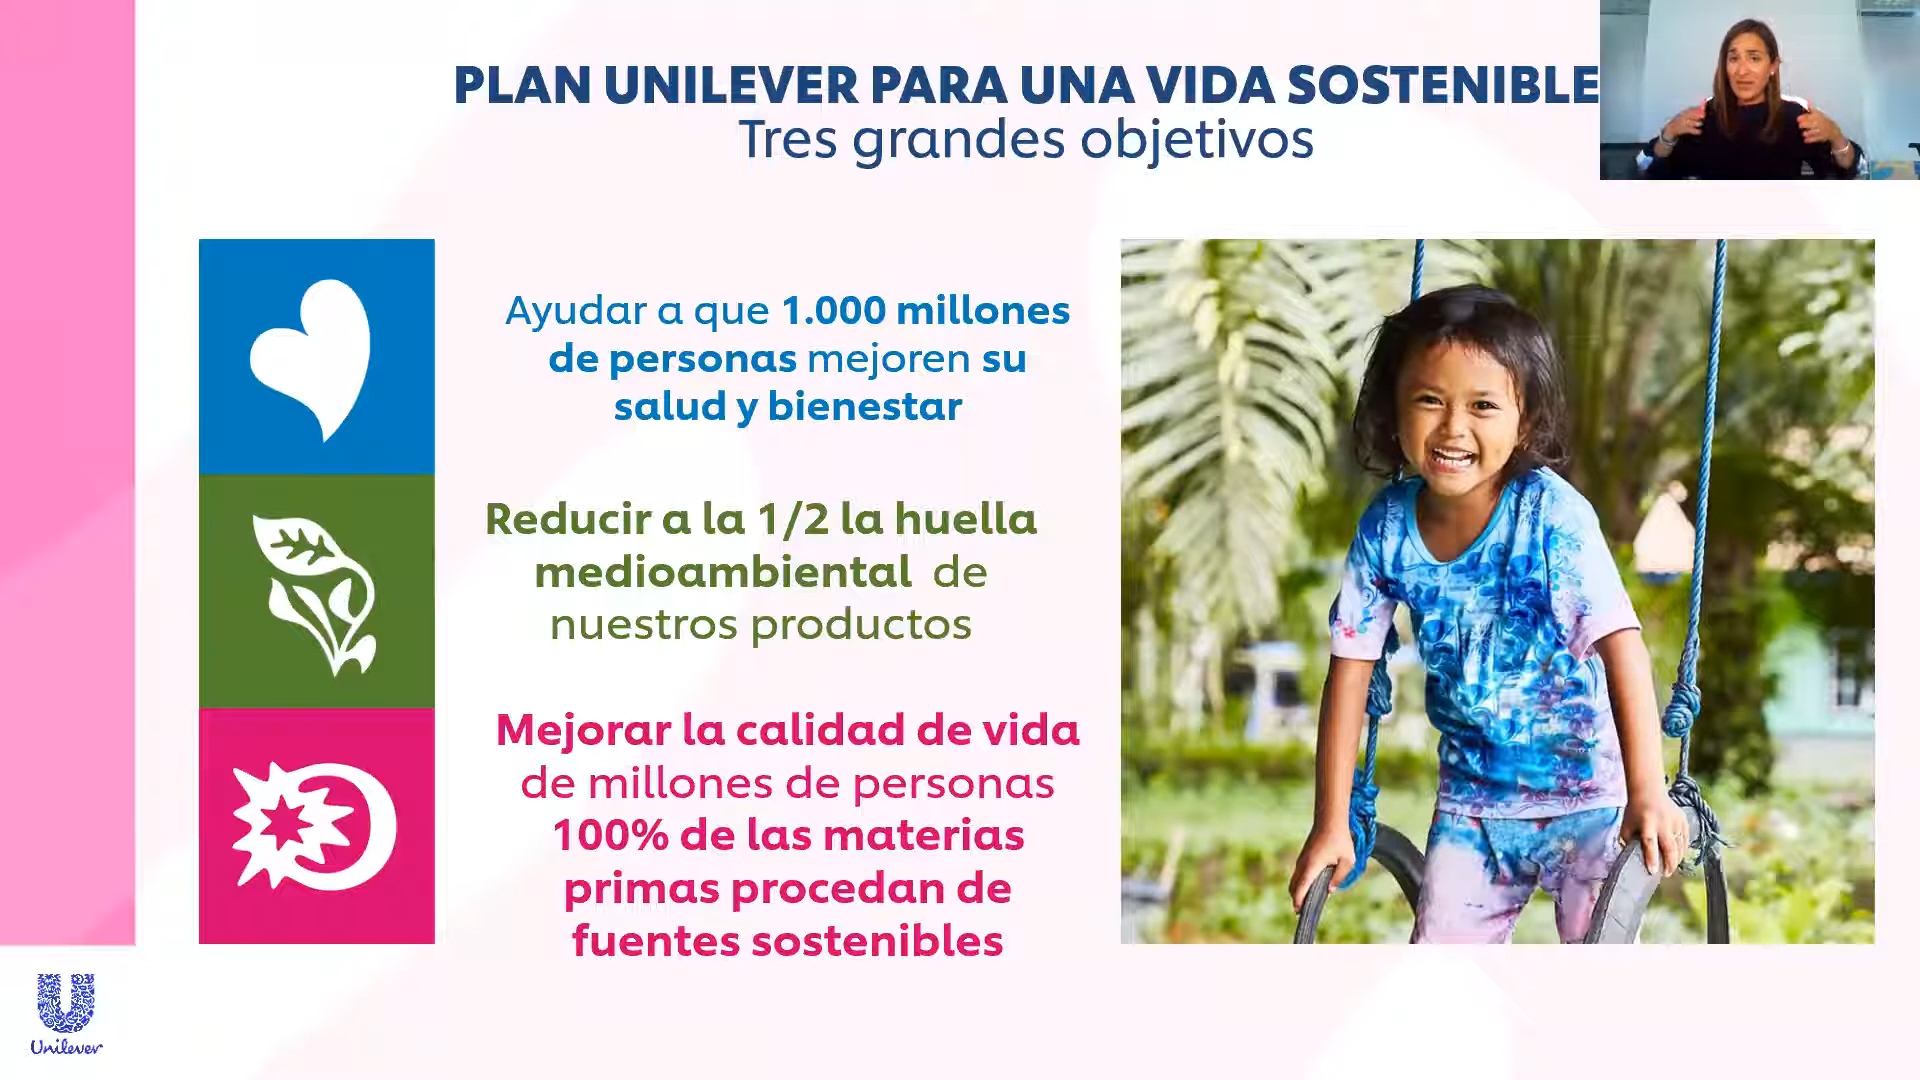 PLAN UNILEVER PARA UNA VIDA SOSTENIBLE
Tres grandes objetivos
Ayudar a que 1.000 millones
de personas mejoren su
salud y bienestar
Reducir a la 1/2 la huella
medioambiental de
nuestros productos
Mejorar la calidad de vida
de millones de personas
100% de las materias
primas procedan de
fuentes sostenibles
Unilever